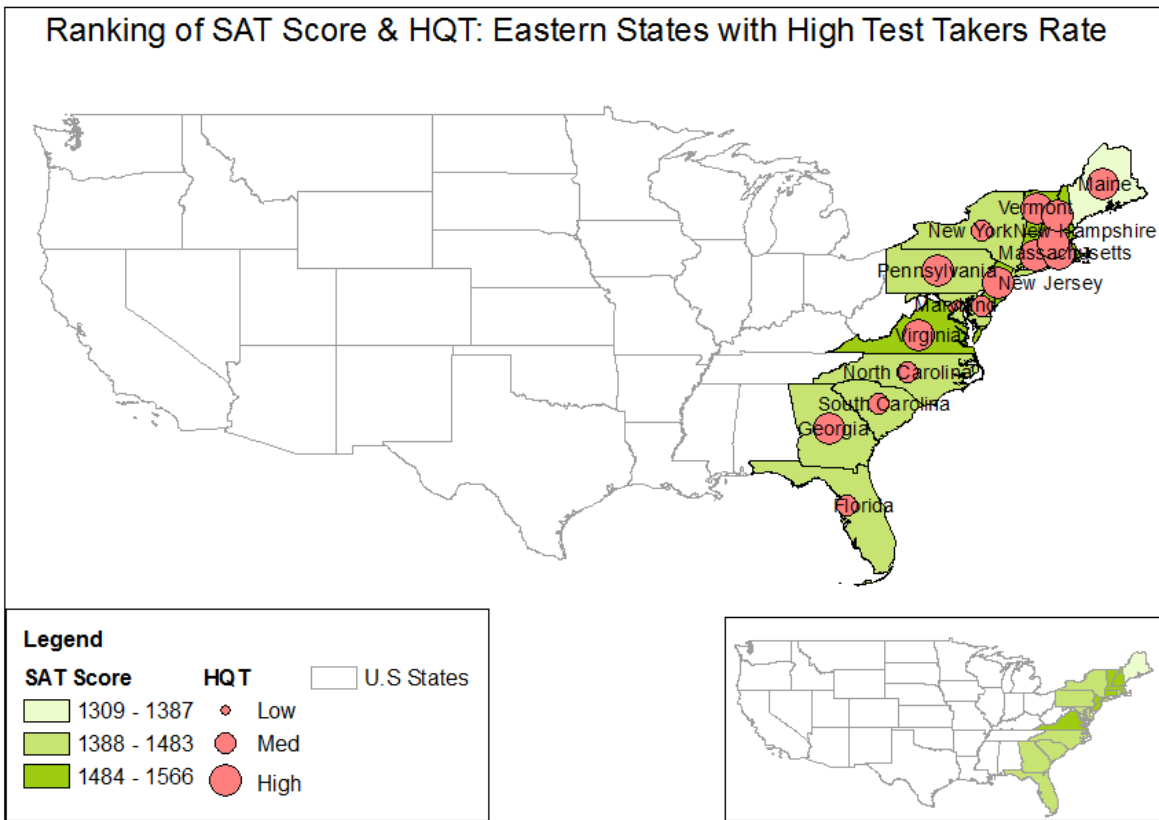 Ranking of SAT Score & HQT: Eastern States with High Test Takers Rate
Maine
Vermont
New York
New Hampshire
Massachusetts
Pennsylvania
New Jersey
Maryland
Virginia
North Carolina
South Carolina
Georgia
Florida
Legend
SAT Score
HQT
U.S States
1309 - 1387
Low
1388 - 1483
Med
1484 - 1566
High